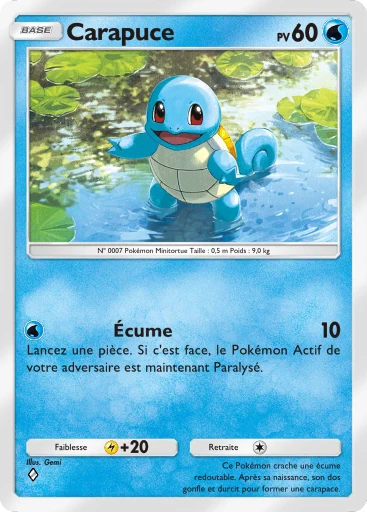 BASE Carapuce PV 60
N° 0007 Pokémon Minitortue Taille : 0,5 m Poids : 9,0 kg
Écume 10
Lancez une pièce. Si c'est face, le Pokémon Actif de
votre adversaire est maintenant Paralysé.
Faiblesse +20 Retraite
Illus. Gemi
Ce Pokémon crache une écume
redoutable. Après sa naissance, son dos
gonfle et durcit pour former une carapace.